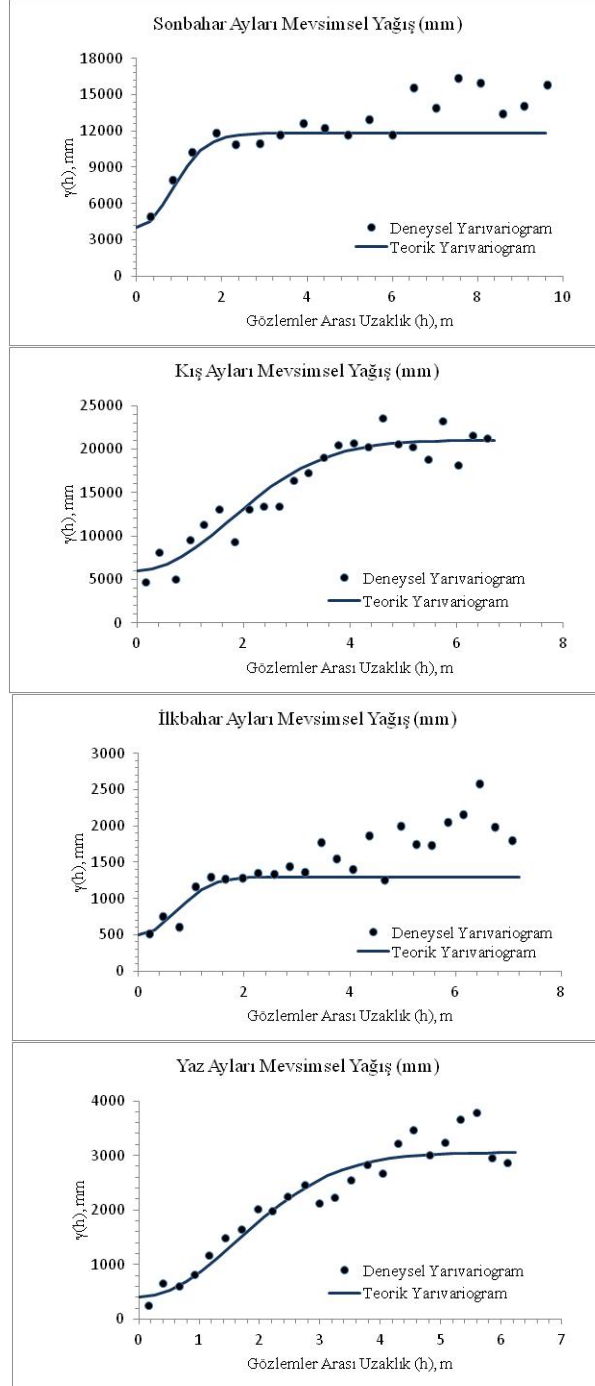 Sonbahar Ayları Mevsimsel Yağış (mm)
18000
15000
12000
9000
6000
3000
0
γ(h), mm
Deneysel Yarıvariogram
Teorik Yarıvariogram
0 2 4 6 8 10
Gözlemler Arası Uzaklık (h), m
Kış Ayları Mevsimsel Yağış (mm)
25000
20000
15000
10000
5000
0
γ(h), mm
Deneysel Yarıvariogram
Teorik Yarıvariogram
0 2 4 6 8
Gözlemler Arası Uzaklık (h), m
İlkbahar Ayları Mevsimsel Yağış (mm)
3000
2500
2000
1500
1000
500
0
γ(h), mm
Deneysel Yarıvariogram
Teorik Yarıvariogram
0 2 4 6 8
Gözlemler Arası Uzaklık (h), m
Yaz Ayları Mevsimsel Yağış (mm)
4000
3000
2000
1000
0
γ(h), mm
Deneysel Yarıvariogram
Teorik Yarıvariogram
0 1 2 3 4 5 6 7
Gözlemler Arası Uzaklık (h), m